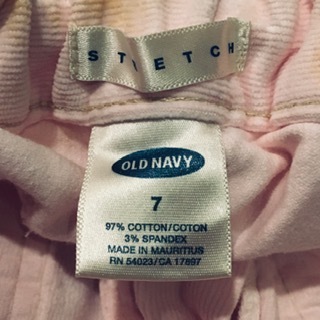 STRETCH
OLD NAVY
7
97% COTTON/COTON
3% SPANDEX
MADE IN MAURITIUS
RN 54023/CA 17897